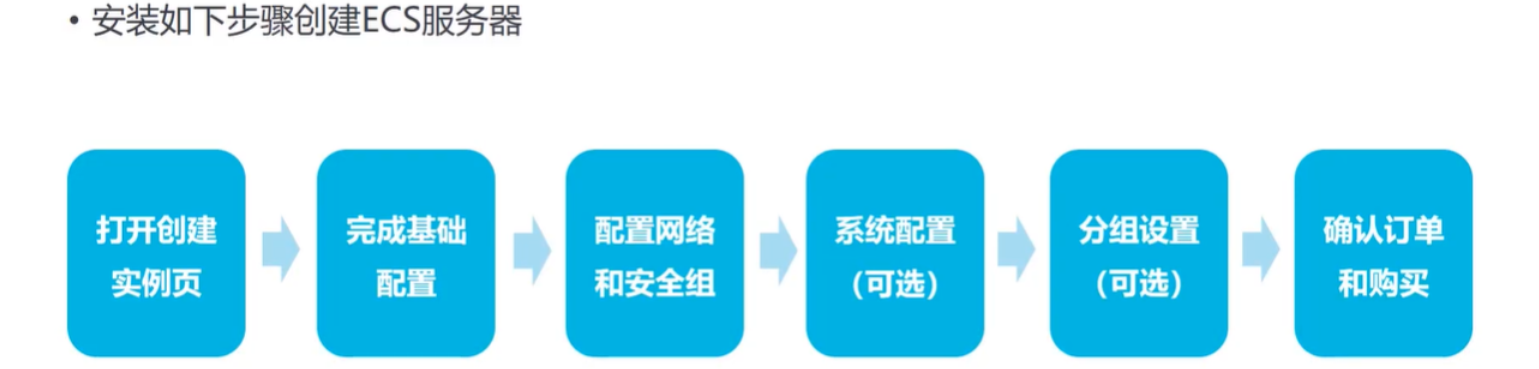 • 安装如下步骤创建ECS服务器
打开创建
实例页
完成基础
配置
配置网络
和安全组
系统配置
（可选）
分组设置
（可选）
确认订单
和购买